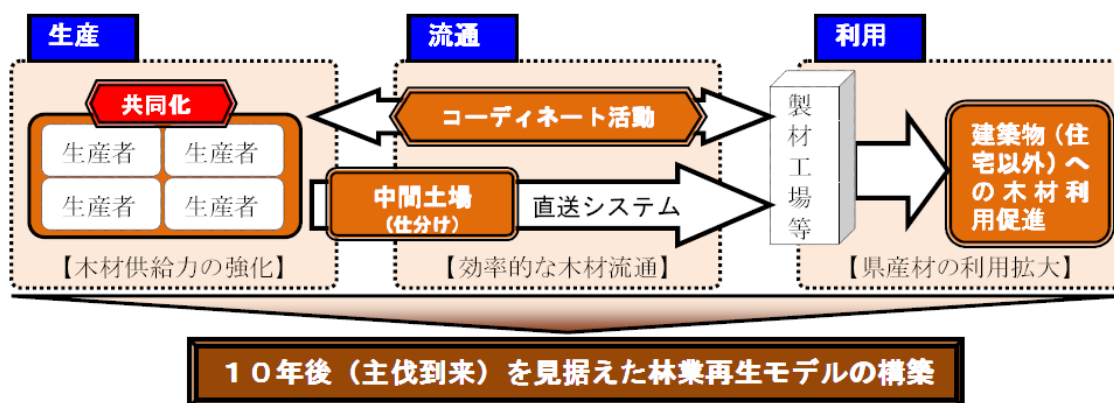 生産
流通
利用
共同化
生産者
生産者
生産者
生産者
【木材供給力の強化】
コーディネート活動
中間土場
(仕分け)
直送システム
【効率的な木材流通】
製材工場等
建築物(住
宅以外)へ
の木材利
用促進
【県産材の利用拡大】
10年後(主伐到来)を見据えた林業再生モデルの構築